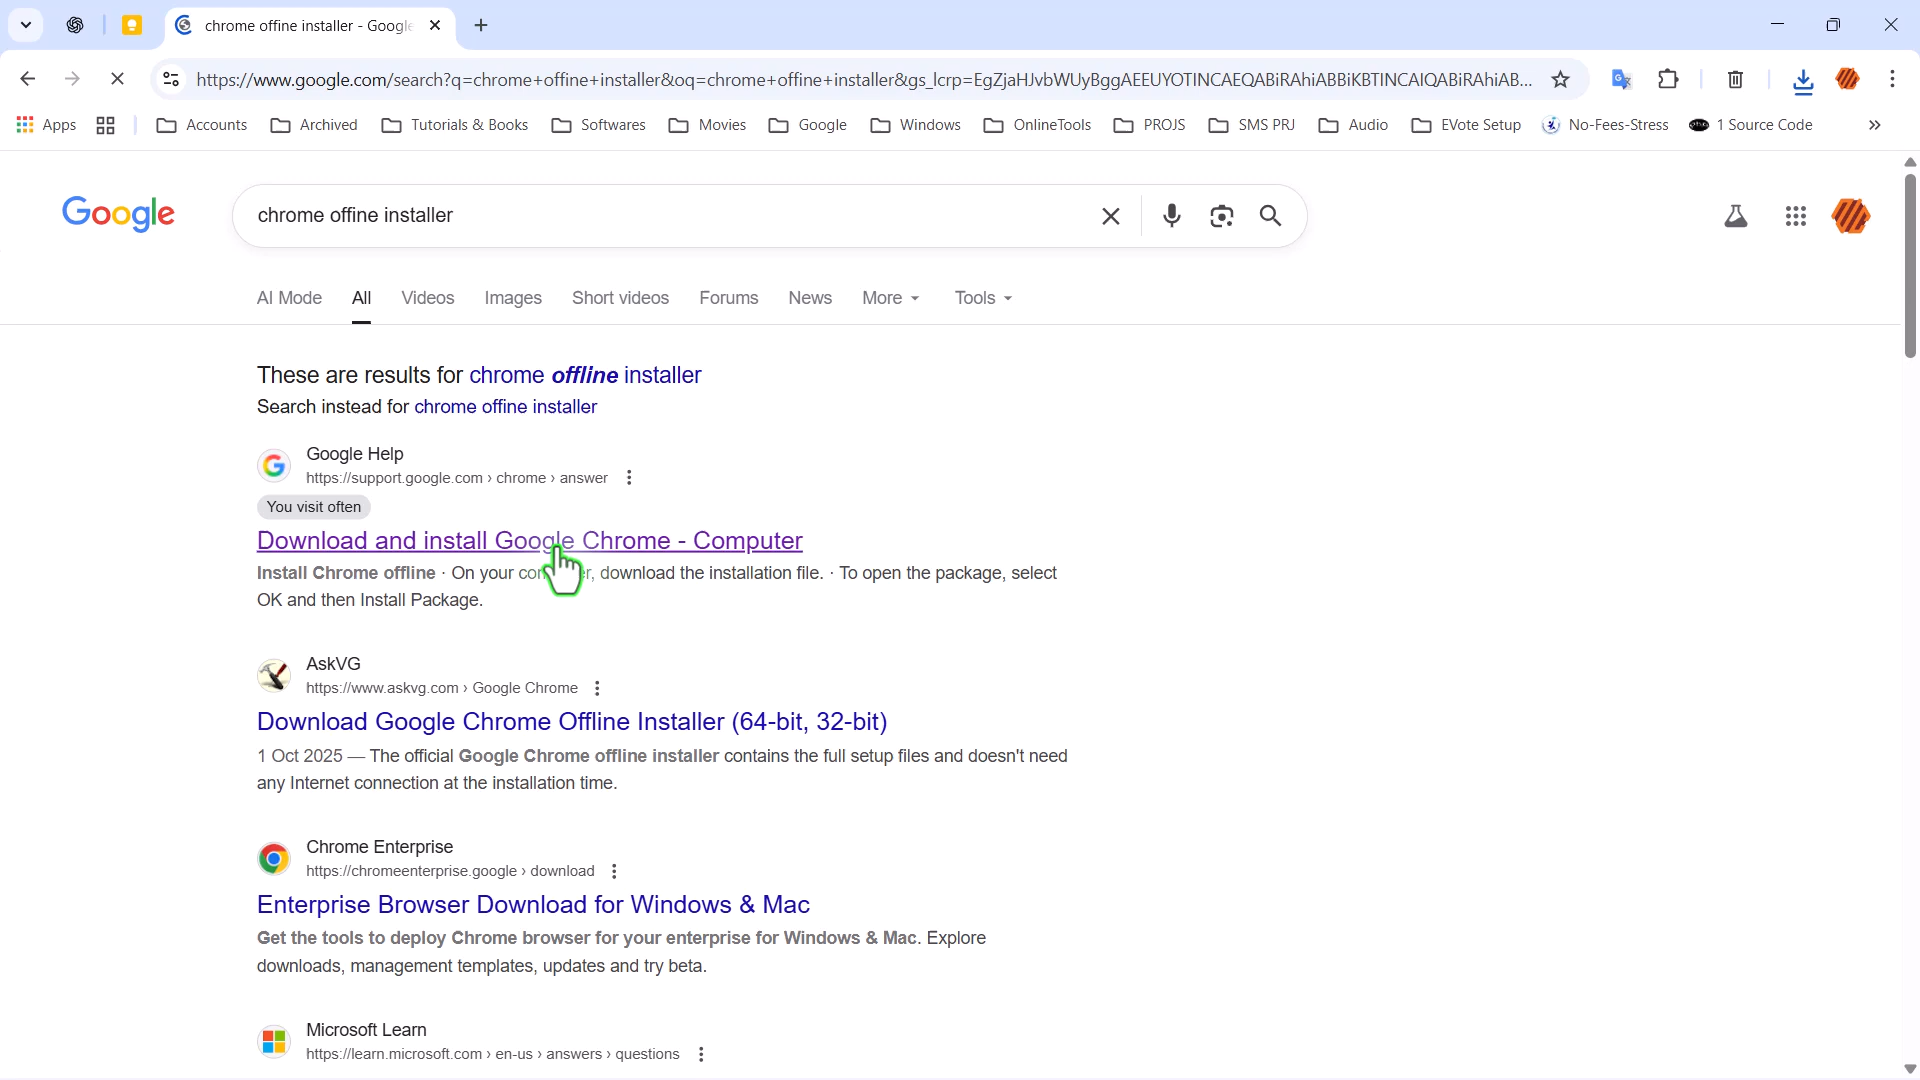 chrome offine installer - Google
https://www.google.com/search?q=chrome+offine+installer&oq=chrome+offine+installer&gs_lcrp=EgZjaHJvbWUyBggAEEUYOTINCAEQABiRAhiABBiKBTINCAIQABiRAhiAB...
Apps Accounts Archived Tutorials & Books Softwares Movies Google Windows OnlineTools PROJS SMS PRJ Audio EVote Setup No-Fees-Stress 1 Source Code
Google chrome offine installer
AI Mode All Videos Images Short videos Forums News More Tools
These are results for chrome offline installer
Search instead for chrome offine installer
Google Help
https://support.google.com › chrome › answer
You visit often
Download and install Google Chrome - Computer
Install Chrome offline · On your computer, download the installation file. · To open the package, select
OK and then Install Package.
AskVG
https://www.askvg.com › Google Chrome
Download Google Chrome Offline Installer (64-bit, 32-bit)
1 Oct 2025 — The official Google Chrome offline installer contains the full setup files and doesn't need
any Internet connection at the installation time.
Chrome Enterprise
https://chromeenterprise.google › download
Enterprise Browser Download for Windows & Mac
Get the tools to deploy Chrome browser for your enterprise for Windows & Mac. Explore
downloads, management templates, updates and try beta.
Microsoft Learn
https://learn.microsoft.com › en-us › answers › questions